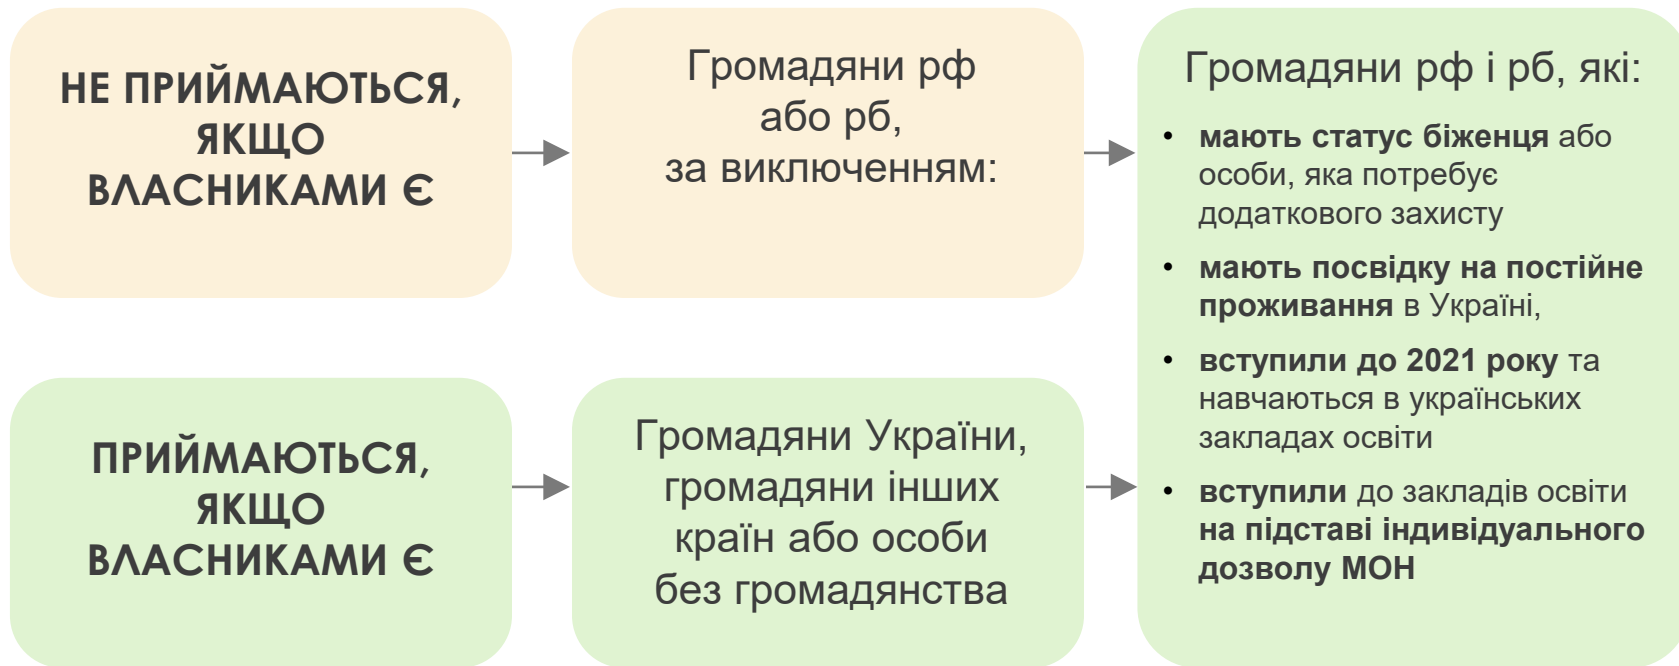 НЕ ПРИЙМАЮТЬСЯ,
ЯКЩО
ВЛАСНИКАМИ Є
Громадяни рф
або рб,
за виключенням:
ПРИЙМАЮТЬСЯ,
ЯКЩО
ВЛАСНИКАМИ Є
Громадяни України,
громадяни інших
країн або особи
без громадянства
Громадяни рф і рб, які:
• мають статус біженця або
особи, яка потребує
додаткового захисту
• мають посвідку на постійне
проживання в Україні,
• вступили до 2021 року та
навчаються в українських
закладах освіти
• вступили до закладів освіти
на підставі індивідуального
дозволу МОН